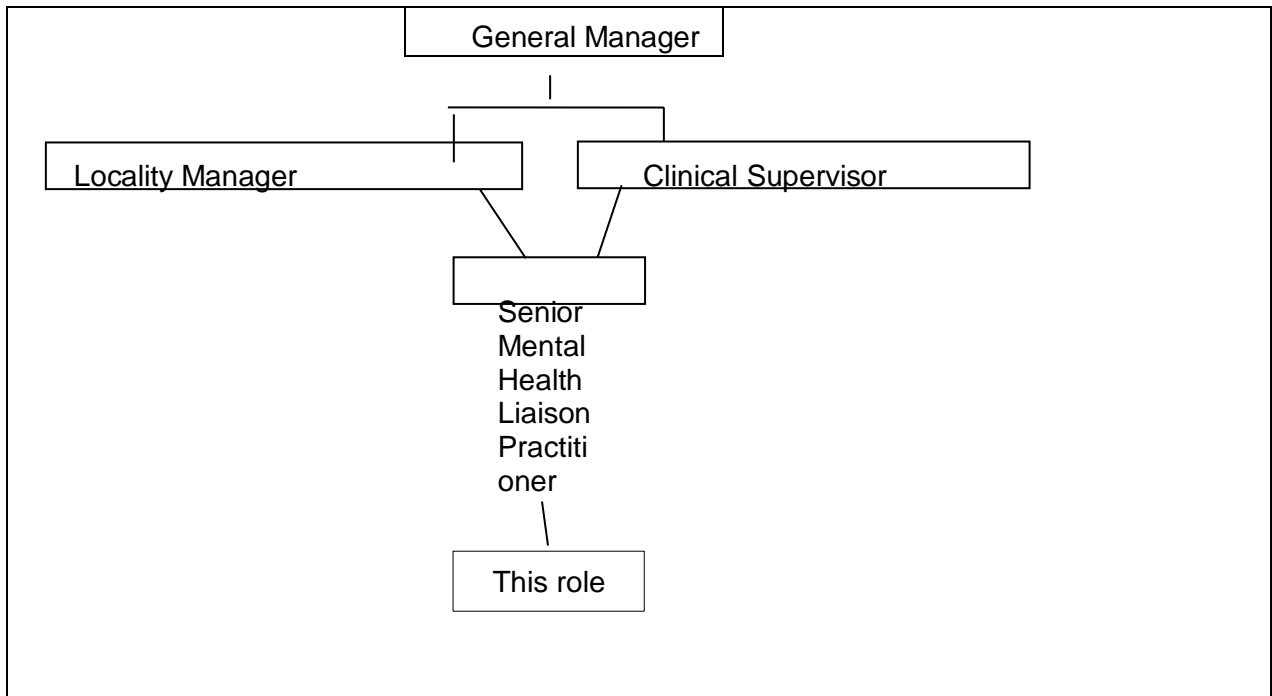 General Manager
Locality Manager
Clinical Supervisor
Senior
Mental
Health
Liaison
Practiti
oner
This role